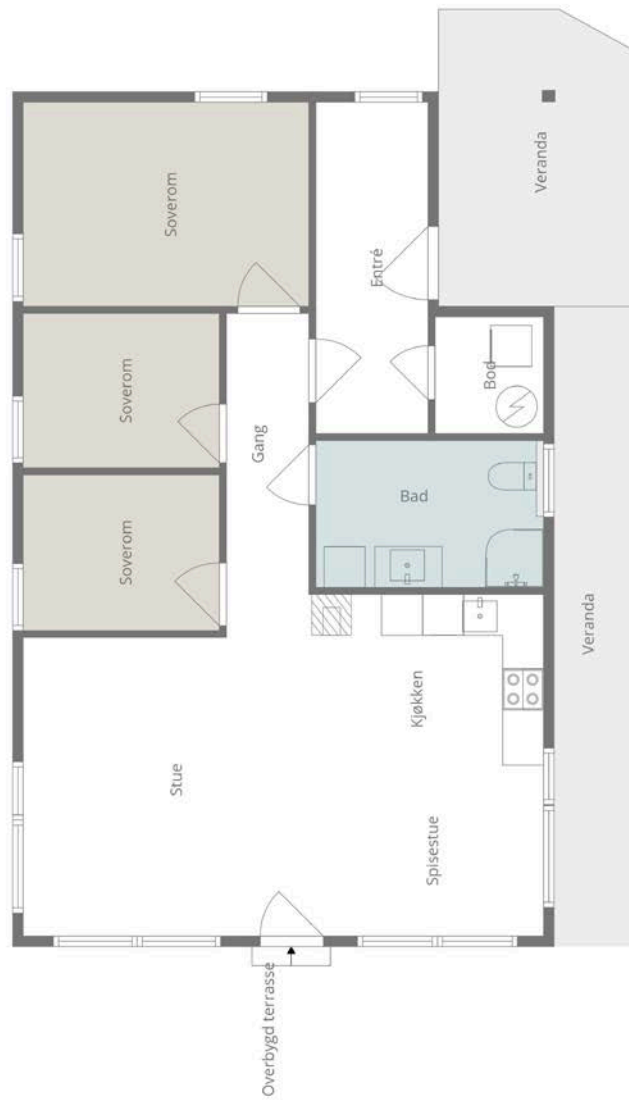 Veranda
Soverom
Entré
Bod
Soverom
Gang
Bad
Soverom
Veranda
Kjøkken
Stue
Spisestue
Overbygd terrasse